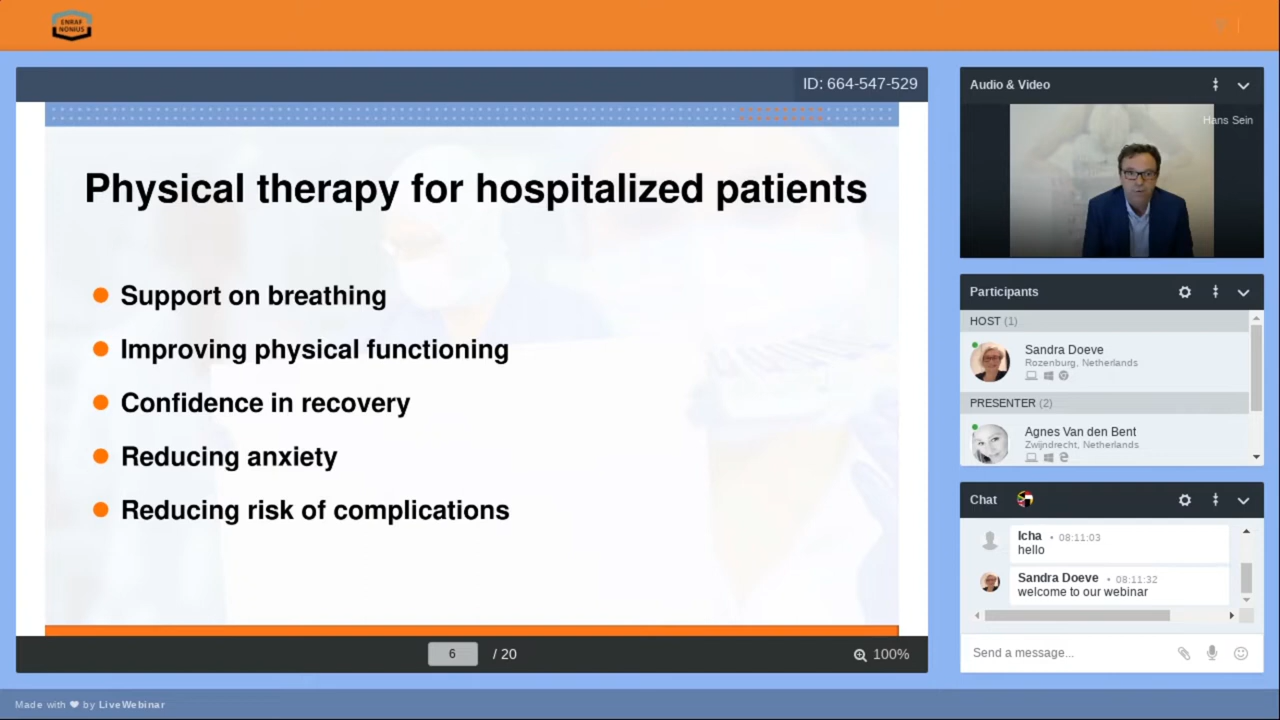 ENRAF
NONIUS
ID: 664-547-529
Physical therapy for hospitalized patients
Support on breathing
Improving physical functioning
Confidence in recovery
Reducing anxiety
Reducing risk of complications
6 / 20
100%
Audio & Video
Hans Sein
Participants
HOST (1)
Sandra Doeve
Rozenburg, Netherlands
PRESENTER (2)
Agnes Van den Bent
Zwijndrecht, Netherlands
Chat
Icha • 08:11:03
hello
Sandra Doeve • 08:11:32
welcome to our webinar
Send a message...
Made with ❤ by LiveWebinar